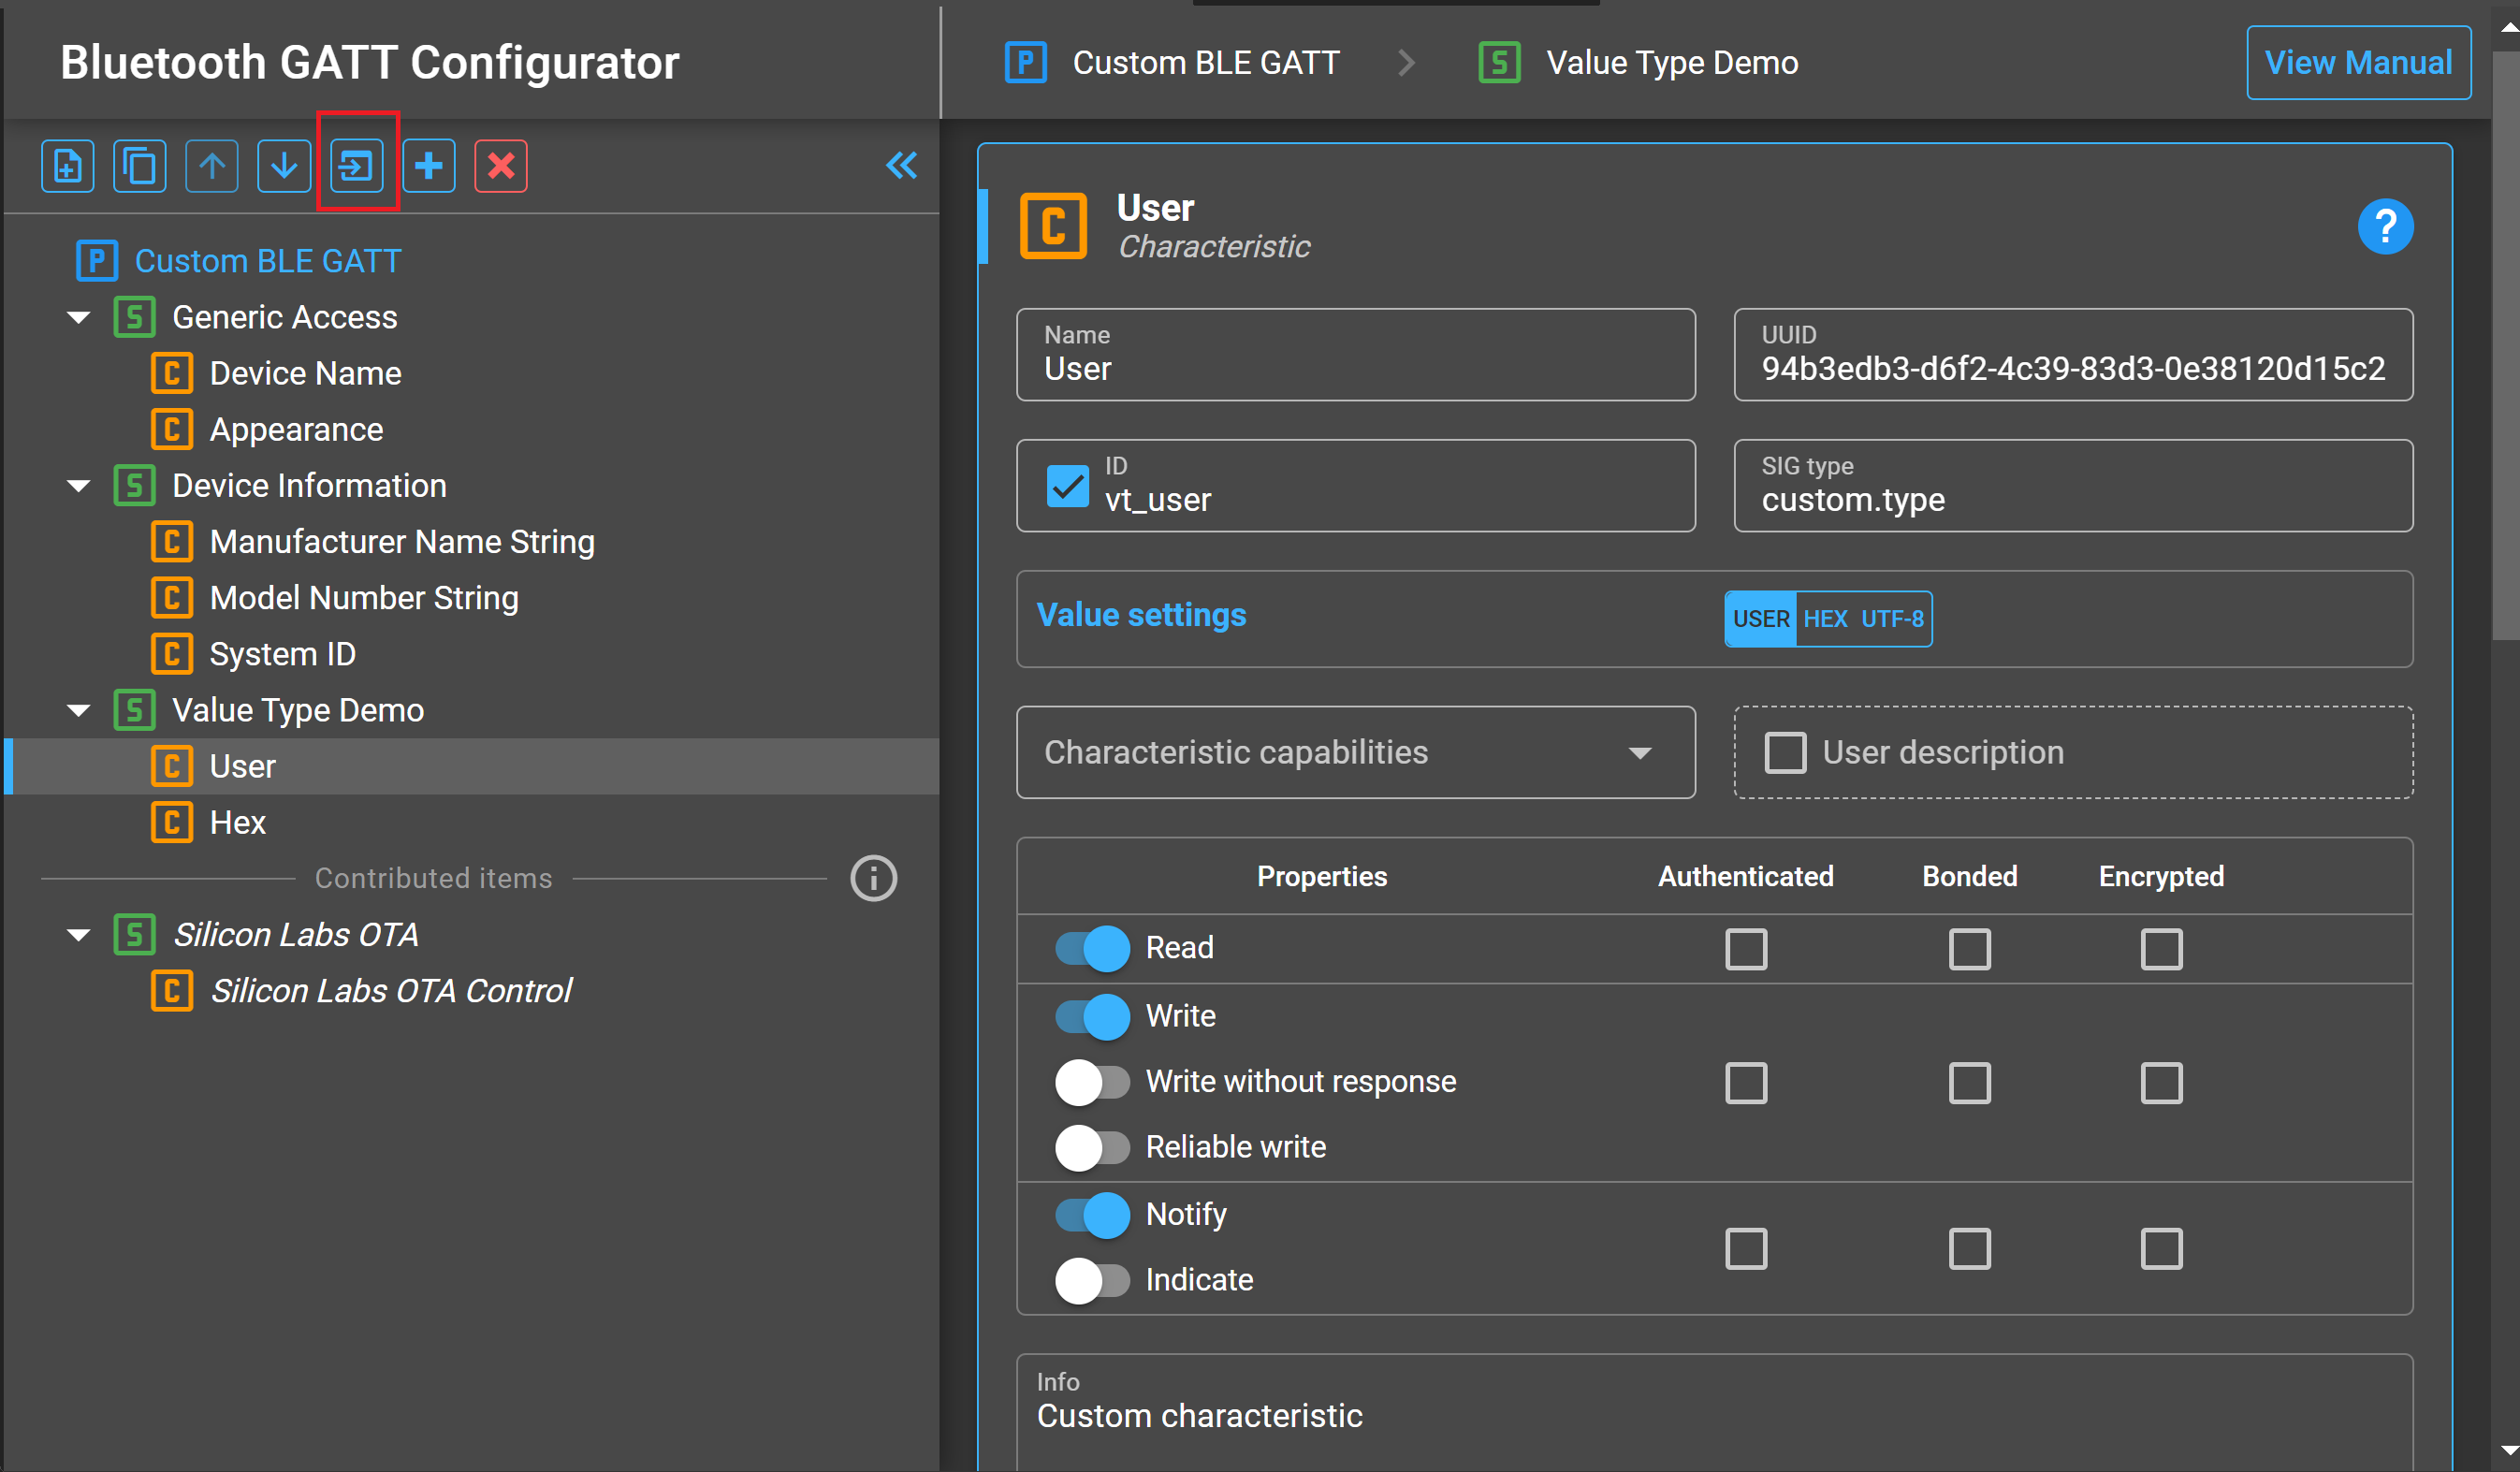 Bluetooth GATT Configurator
P Custom BLE GATT
S Value Type Demo
View Manual
P Custom BLE GATT
S Generic Access
C Device Name
C Appearance
S Device Information
C Manufacturer Name String
C Model Number String
C System ID
S Value Type Demo
C User
C Hex
Contributed items
S Silicon Labs OTA
C Silicon Labs OTA Control
C User
Characteristic
?
Name
User
UUID
94b3edb3-d6f2-4c39-83d3-0e38120d15c2
ID
vt_user
SIG type
custom.type
Value settings
USER HEX UTF-8
Characteristic capabilities
User description
Properties Authenticated Bonded Encrypted
Read
Write
Write without response
Reliable write
Notify
Indicate
Info
Custom characteristic